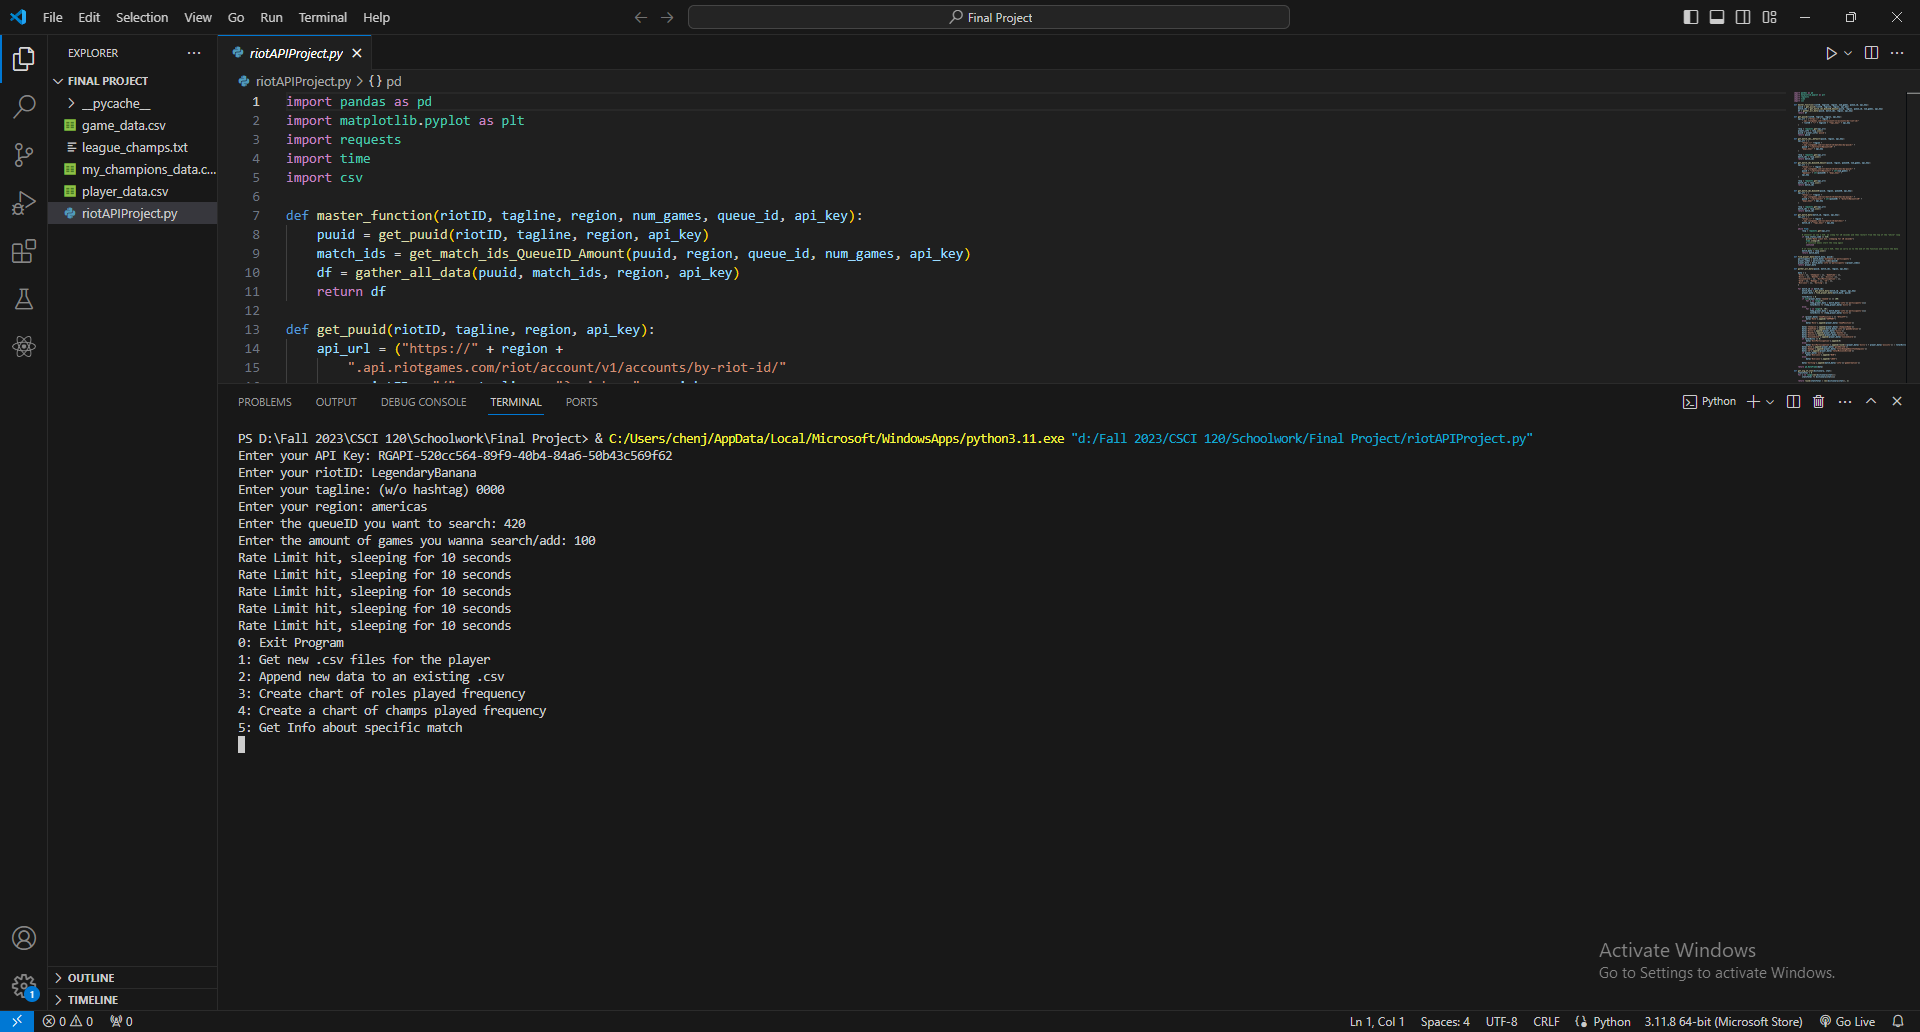 File Edit Selection View Go Run Terminal Help
Final Project
EXPLORER
FINAL PROJECT
__pycache__
game_data.csv
league_champs.txt
my_champions_data.c...
player_data.csv
riotAPIProject.py
riotAPIProject.py
riotAPIProject.py > {} pd
1 import pandas as pd
2 import matplotlib.pyplot as plt
3 import requests
4 import time
5 import csv
6
7 def master_function(riotID, tagline, region, num_games, queue_id, api_key):
8 puuid = get_puuid(riotID, tagline, region, api_key)
9 match_ids = get_match_ids_QueueID_Amount(puuid, region, queue_id, num_games, api_key)
10 df = gather_all_data(puuid, match_ids, region, api_key)
11 return df
12
13 def get_puuid(riotID, tagline, region, api_key):
14 api_url = ("https://" + region +
15 ".api.riotgames.com/riot/account/v1/accounts/by-riot-id/"
PROBLEMS OUTPUT DEBUG CONSOLE TERMINAL PORTS
Python
PS D:\Fall 2023\CSCI 120\Schoolwork\Final Project> & C:/Users/chenj/AppData/Local/Microsoft/WindowsApps/python3.11.exe "d:/Fall 2023/CSCI 120/Schoolwork/Final Project/riotAPIProject.py"
Enter your API Key: RGAPI-520cc564-89f9-40b4-84a6-50b43c569f62
Enter your riotID: LegendaryBanana
Enter your tagline: (w/o hashtag) 0000
Enter your region: americas
Enter the queueID you want to search: 420
Enter the amount of games you wanna search/add: 100
Rate Limit hit, sleeping for 10 seconds
Rate Limit hit, sleeping for 10 seconds
Rate Limit hit, sleeping for 10 seconds
Rate Limit hit, sleeping for 10 seconds
Rate Limit hit, sleeping for 10 seconds
0: Exit Program
1: Get new .csv files for the player
2: Append new data to an existing .csv
3: Create chart of roles played frequency
4: Create a chart of champs played frequency
5: Get Info about specific match
Activate Windows
Go to Settings to activate Windows.
OUTLINE
TIMELINE
1
0 0 0
Ln 1, Col 1 Spaces: 4 UTF-8 CRLF Python 3.11.8 64-bit (Microsoft Store) Go Live